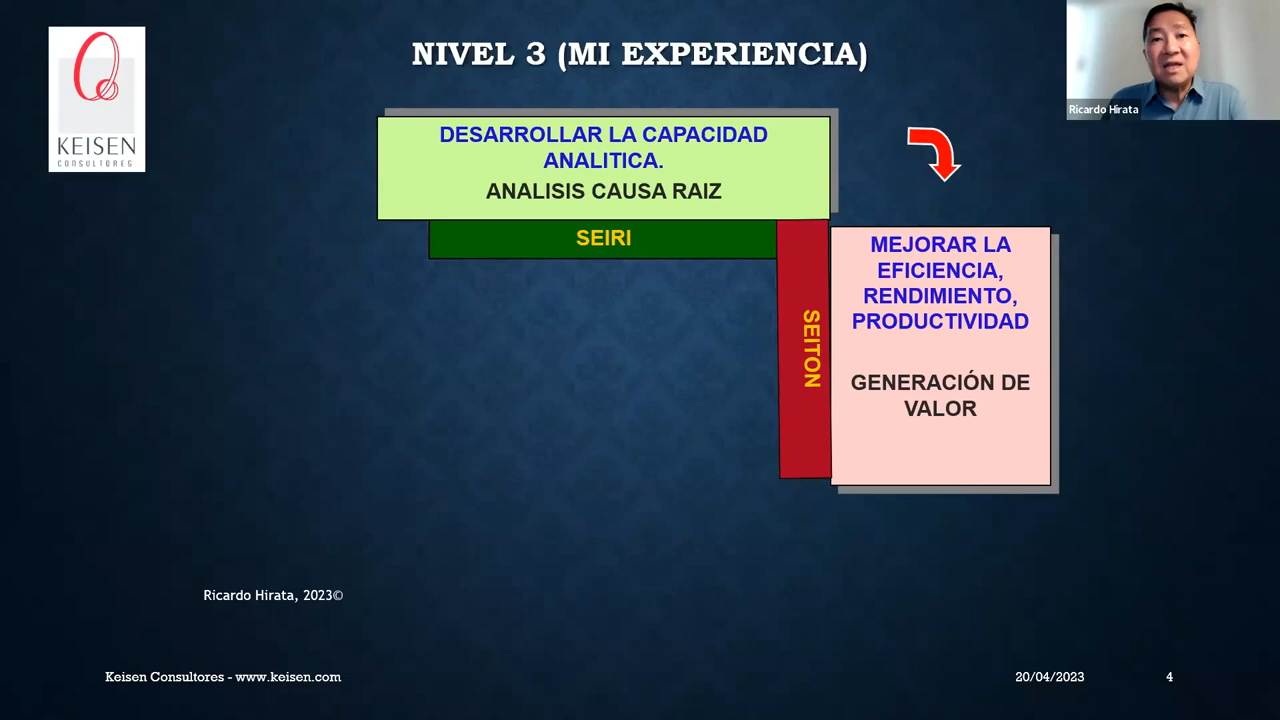 NIVEL 3 (MI EXPERIENCIA)
Ricardo Hirata
KEISEN
CONSULTORES
DESARROLLAR LA CAPACIDAD
ANALITICA.
ANALISIS CAUSA RAIZ
SEIRI
SEITON
MEJORAR LA
EFICIENCIA,
RENDIMIENTO,
PRODUCTIVIDAD
GENERACIÓN DE
VALOR
Ricardo Hirata, 2023©
Keisen Consultores - www.keisen.com
20/04/2023
4